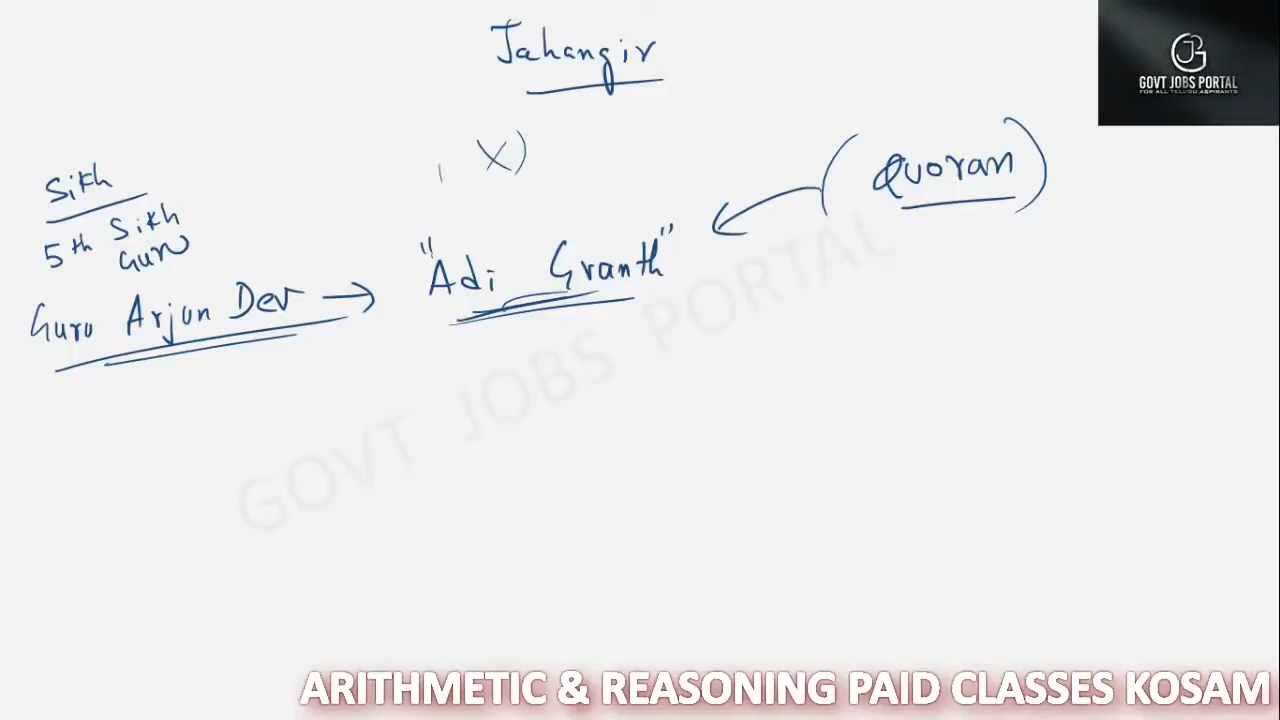 Jahangir
GOVT JOBS PORTAL
FOR ALL TELUGU ASPIRANTS
X)
(Quoran)
Sikh
5th Sikh
Guru
"Adi Granth"
Guru Arjun Dev →
GOVT JOBS PORTAL
ARITHMETIC & REASONING PAID CLASSES KOSAM